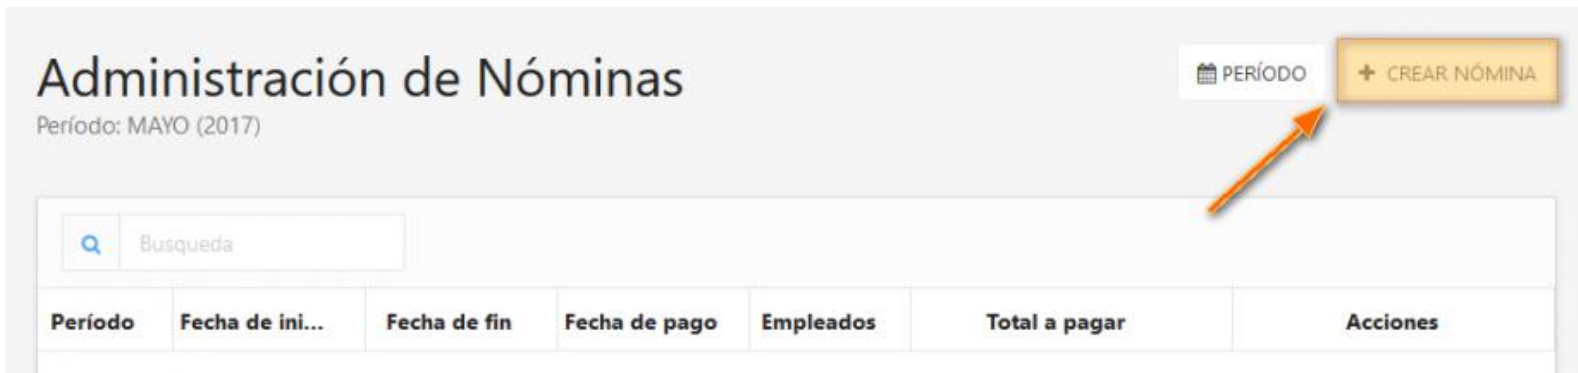 Administración de Nóminas
Período: MAYO (2017)
PERÍODO
+ CREAR NÓMINA
Busqueda
Período Fecha de ini... Fecha de fin Fecha de pago Empleados Total a pagar Acciones